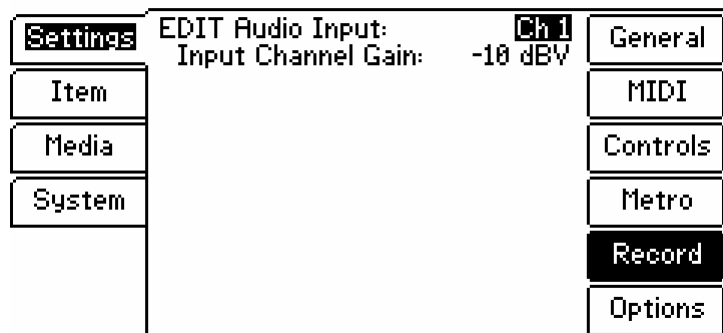 Settings
Item
Media
System
EDIT Audio Input: Ch 1
Input Channel Gain: -10 dBV
General
MIDI
Controls
Metro
Record
Options